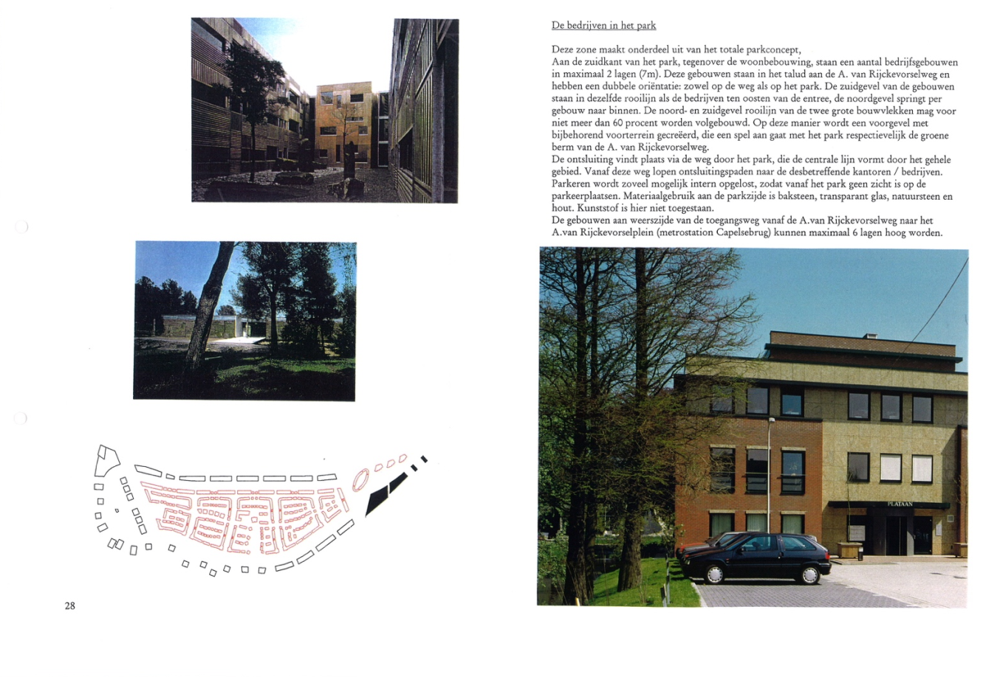 De bedrijven in het park
Deze zone maakt onderdeel uit van het totale parkconcept,
Aan de zuidkant van het park, tegenover de woonbebouwing, staan een aantal bedrijfsgebouwen
in maximaal 2 lagen (7m). Deze gebouwen staan in het talud aan de A. van Rijckevorselweg en
hebben een dubbele oriëntatie: zowel op de weg als op het park. De zuidgevel van de gebouwen
staan in dezelfde rooilijn als de bedrijven ten oosten van de entree, de noordgevel springt per
gebouw naar binnen. De noord- en zuidgevel rooilijn van de twee grote bouwvlekken mag voor
niet meer dan 60 procent worden volgebouwd. Op deze manier wordt een voorgevel met
bijbehorend voorterrein gecreëerd, die een spel aan gaat met het park respectievelijk de groene
berm van de A. van Rijckevorselweg.
De ontsluiting vindt plaats via de weg door het park, die de centrale lijn vormt door het gehele
gebied. Vanaf deze weg lopen ontsluitingspaden naar de desbetreffende kantoren / bedrijven.
Parkeren wordt zoveel mogelijk intern opgelost, zodat vanaf het park geen zicht is op de
parkeerplaatsen. Materiaalgebruik aan de parkzijde is baksteen, transparant glas, natuursteen en
hout. Kunststof is hier niet toegestaan.
De gebouwen aan weerszijde van de toegangsweg vanaf de A.van Rijckevorselweg naar het
A.van Rijckevorselplein (metrostation Capelsebrug) kunnen maximaal 6 lagen hoog worden.
PLATAAN
28